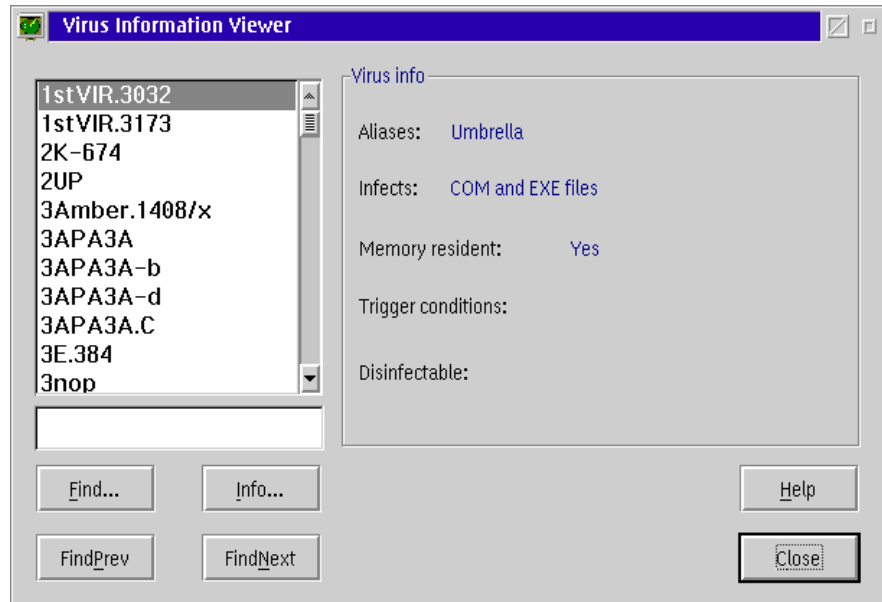 Virus Information Viewer
1stVIR.3032
1stVIR.3173
2K-674
2UP
3Amber.1408/x
3APA3A
3APA3A-b
3APA3A-d
3APA3A.C
3E.384
3nop
Virus info
Aliases: Umbrella
Infects: COM and EXE files
Memory resident: Yes
Trigger conditions:
Disinfectable:
Find... Info... Help
FindPrev FindNext Close